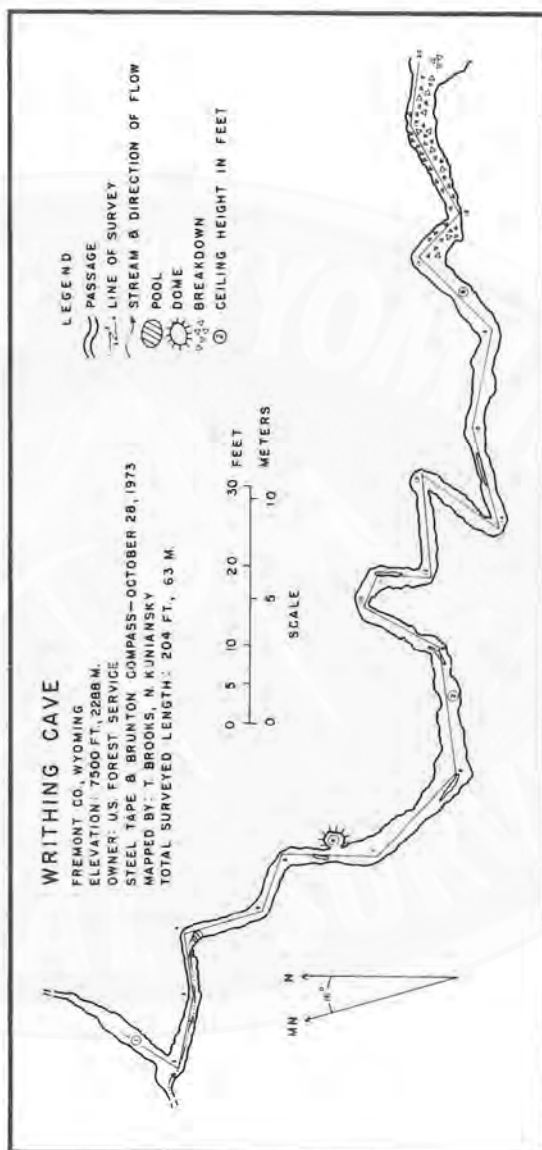 WRITHING CAVE
FREMONT CO., WYOMING
ELEVATION: 7500 FT., 2288 M.
OWNER: U.S. FOREST SERVICE
STEEL TAPE & BRUNTON COMPASS—OCTOBER 28, 1973
MAPPED BY: T. BROOKS, N. KUNIANSKY
TOTAL SURVEYED LENGTH: 204 FT., 63 M.
0 5 10 20 30 FEET
0 5 10 METERS
SCALE
LEGEND
PASSAGE
LINE OF SURVEY
STREAM & DIRECTION OF FLOW
POOL
DOME
BREAKDOWN
2 CEILING HEIGHT IN FEET
MN
N